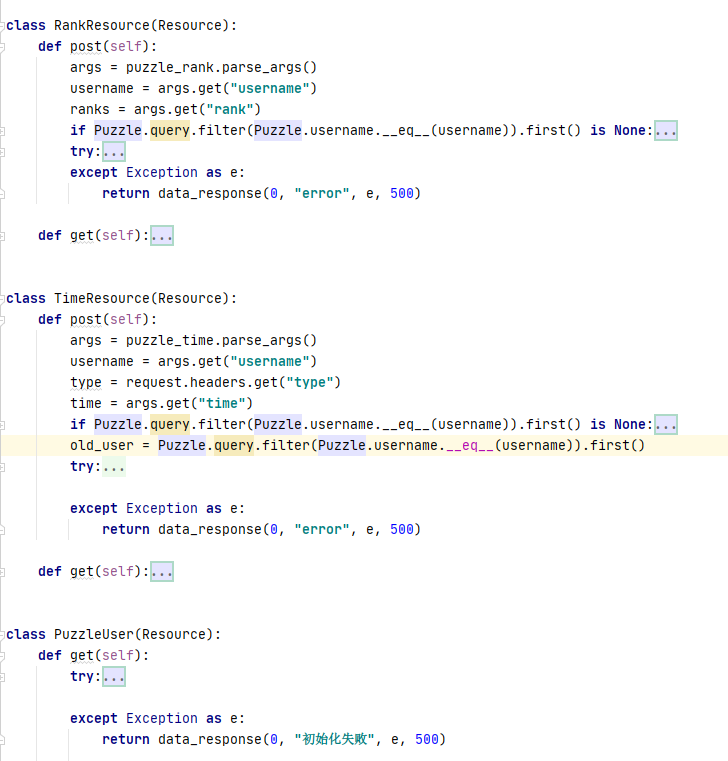 class RankResource(Resource):
    def post(self):
        args = puzzle_rank.parse_args()
        username = args.get("username")
        ranks = args.get("rank")
        if Puzzle.query.filter(Puzzle.username.__eq__(username)).first() is None:...
        try:...
        except Exception as e:
            return data_response(0, "error", e, 500)
    def get(self):...
class TimeResource(Resource):
    def post(self):
        args = puzzle_time.parse_args()
        username = args.get("username")
        type = request.headers.get("type")
        time = args.get("time")
        if Puzzle.query.filter(Puzzle.username.__eq__(username)).first() is None:...
        old_user = Puzzle.query.filter(Puzzle.username.__eq__(username)).first()
        try:...
        except Exception as e:
            return data_response(0, "error", e, 500)
    def get(self):...
class PuzzleUser(Resource):
    def get(self):
        try:...
        except Exception as e:
            return data_response(0, "初始化失败", e, 500)